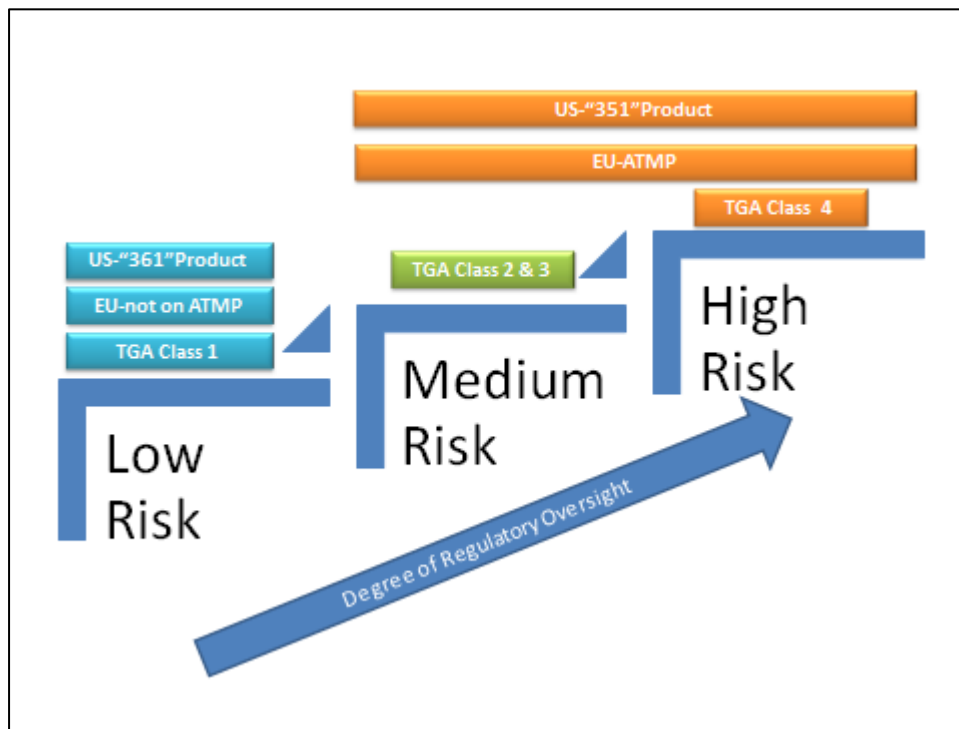 US-“351”Product
EU-ATMP
TGA Class  4
US-“361”Product
EU-not on ATMP
TGA Class 1
TGA Class 2 & 3
High
Risk
Medium
Risk
Low
Risk
Degree of Regulatory Oversight